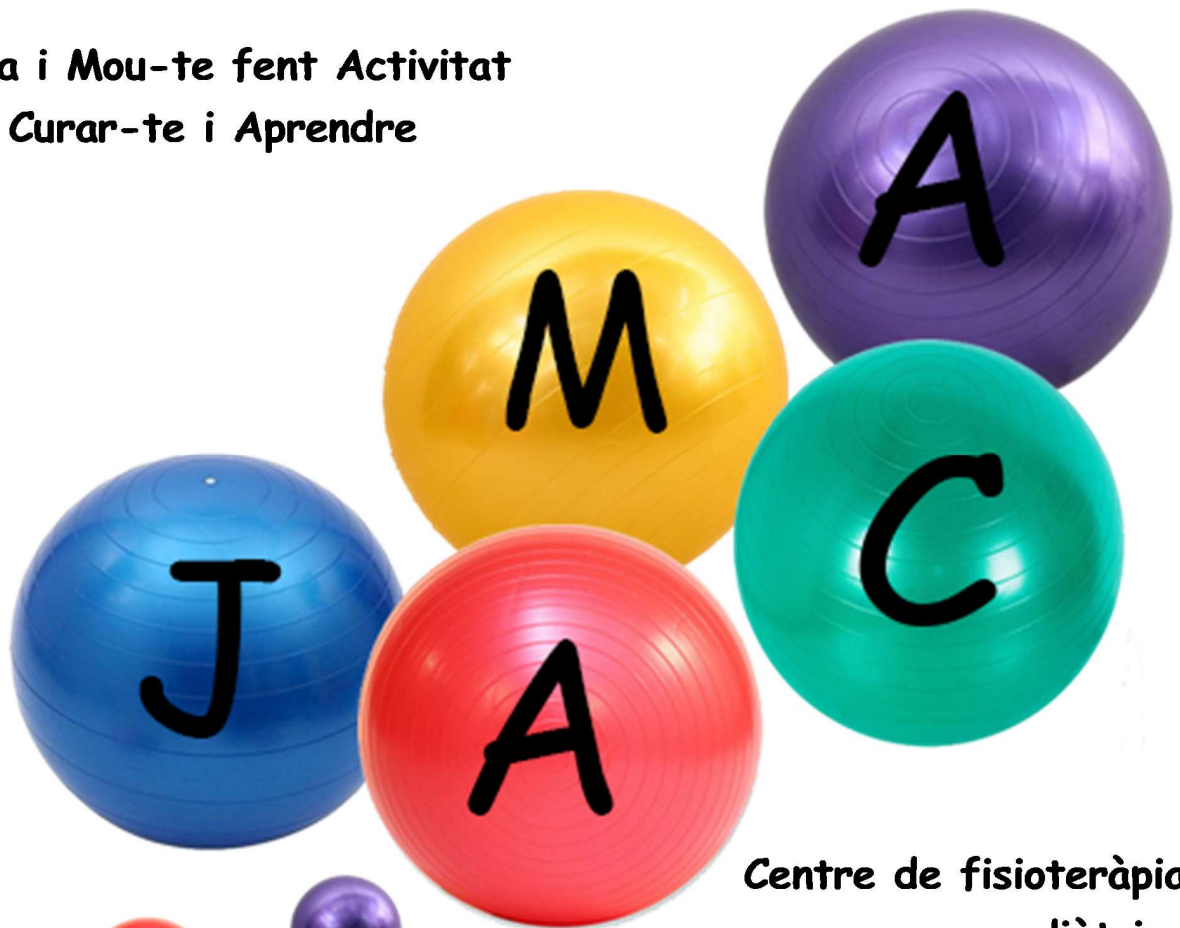 a i Mou-te fent Activitat
Curar-te i Aprendre
A
M
C
J
A
Centre de fisioteràpia